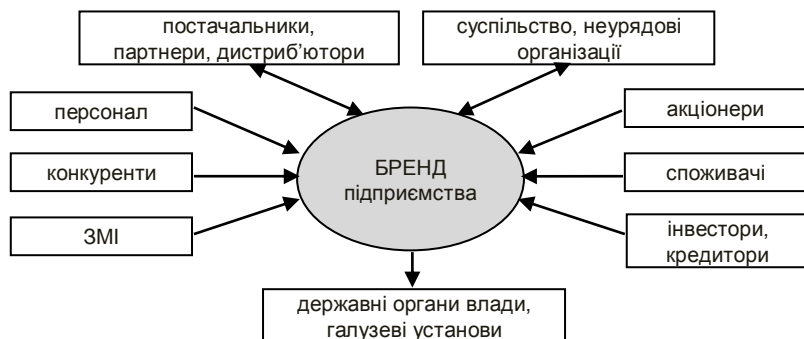 постачальники,
партнери, дистриб’ютори
суспільство, неурядові
організації
персонал
акціонери
конкуренти
БРЕНД
підприємства
споживачі
ЗМІ
інвестори,
кредитори
державні органи влади,
галузеві установи